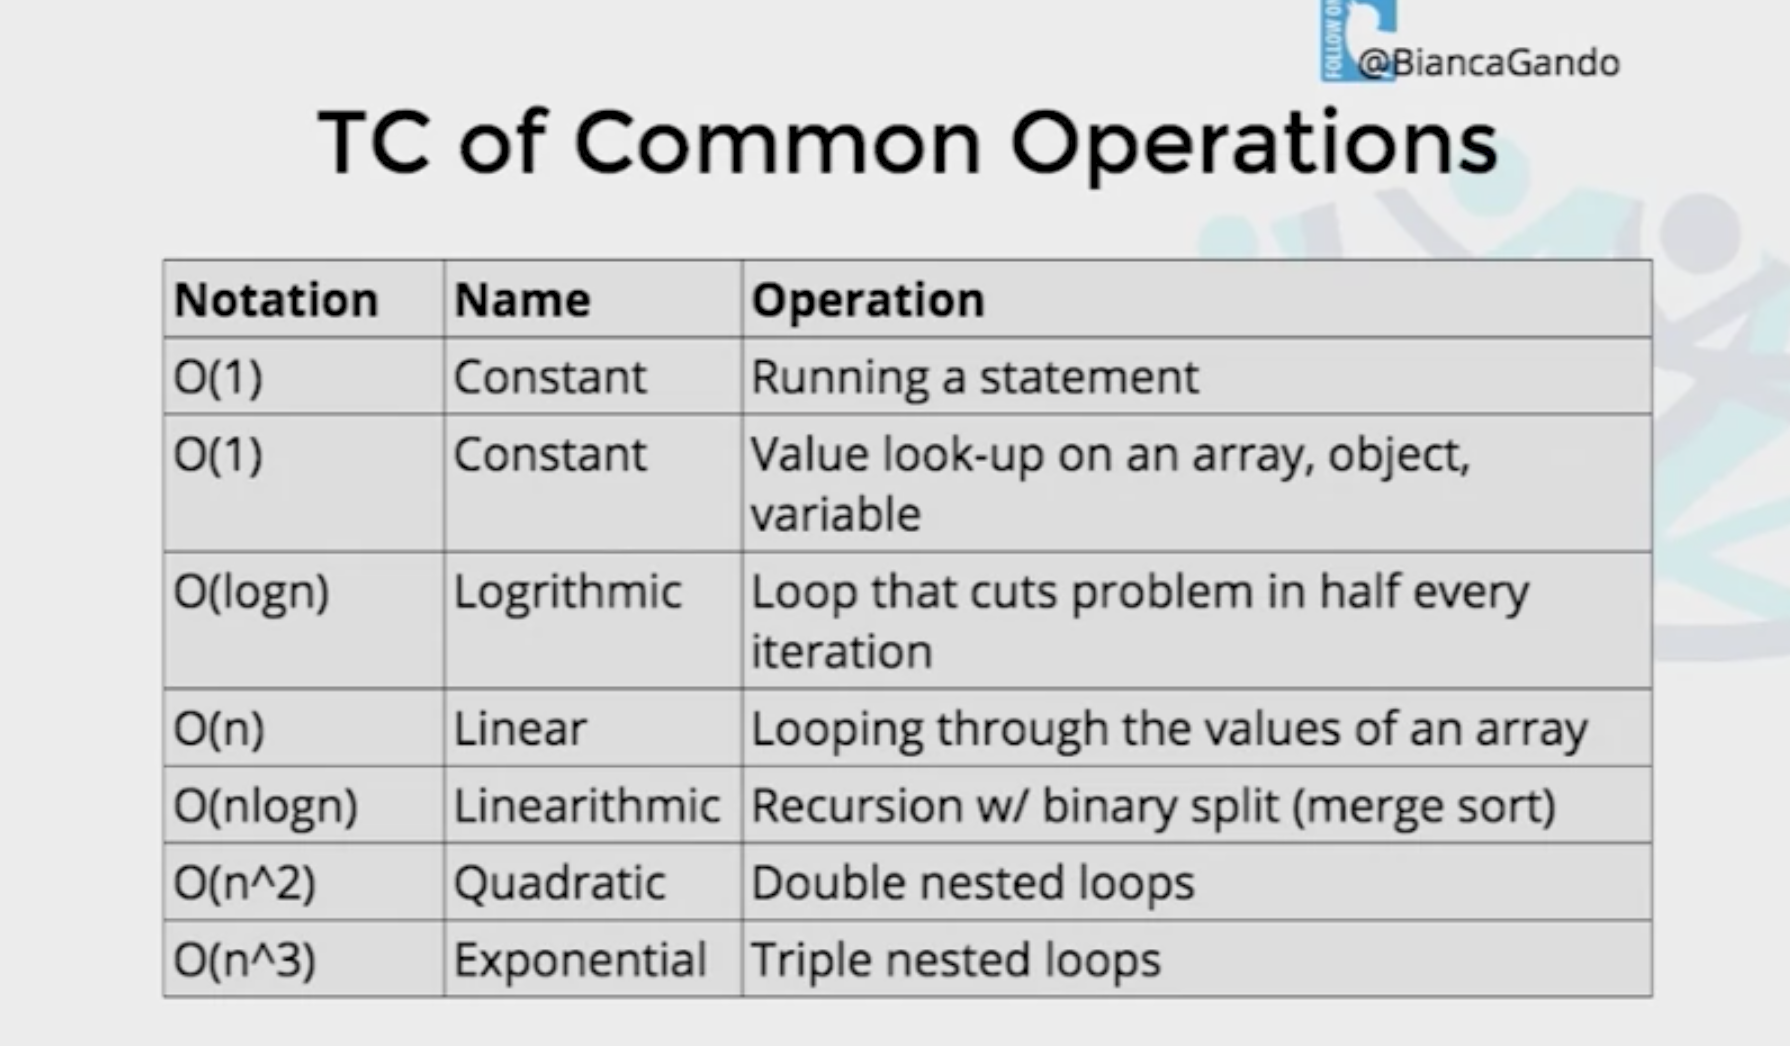 FOLLOW ON
@BiancaGando
TC of Common Operations
Notation Name Operation
O(1) Constant Running a statement
O(1) Constant Value look-up on an array, object,
variable
O(logn) Logrithmic Loop that cuts problem in half every
iteration
O(n) Linear Looping through the values of an array
O(nlogn) Linearithmic Recursion w/ binary split (merge sort)
O(n^2) Quadratic Double nested loops
O(n^3) Exponential Triple nested loops